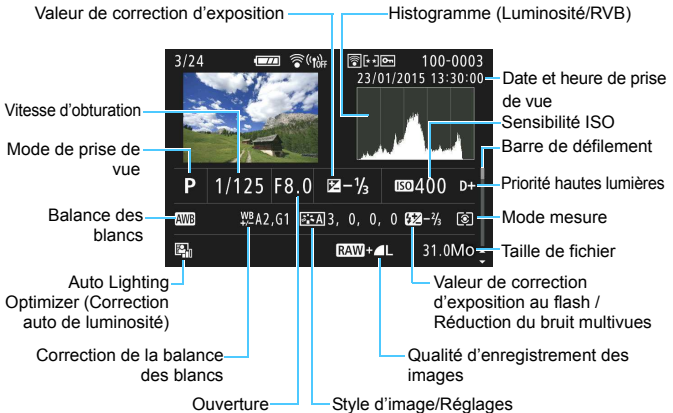 Valeur de correction d'exposition
Histogramme (Luminosité/RVB)
3/24
OFF
100-0003
23/01/2015 13:30:00
Date et heure de prise
de vue
Vitesse d'obturation
Sensibilité ISO
Mode de prise de
vue
Barre de défilement
P 1/125 F8.0 -1/3 ISO 400 D+
Priorité hautes lumières
Balance des
blancs
AWB WB+/- A2,G1 A 3, 0, 0, 0 -2/3
Mode mesure
RAW+L 31.0Mo
Taille de fichier
Auto Lighting
Optimizer (Correction
auto de luminosité)
Valeur de correction
d'exposition au flash /
Réduction du bruit multivues
Correction de la balance
des blancs
Qualité d'enregistrement des
images
Ouverture
Style d'image/Réglages